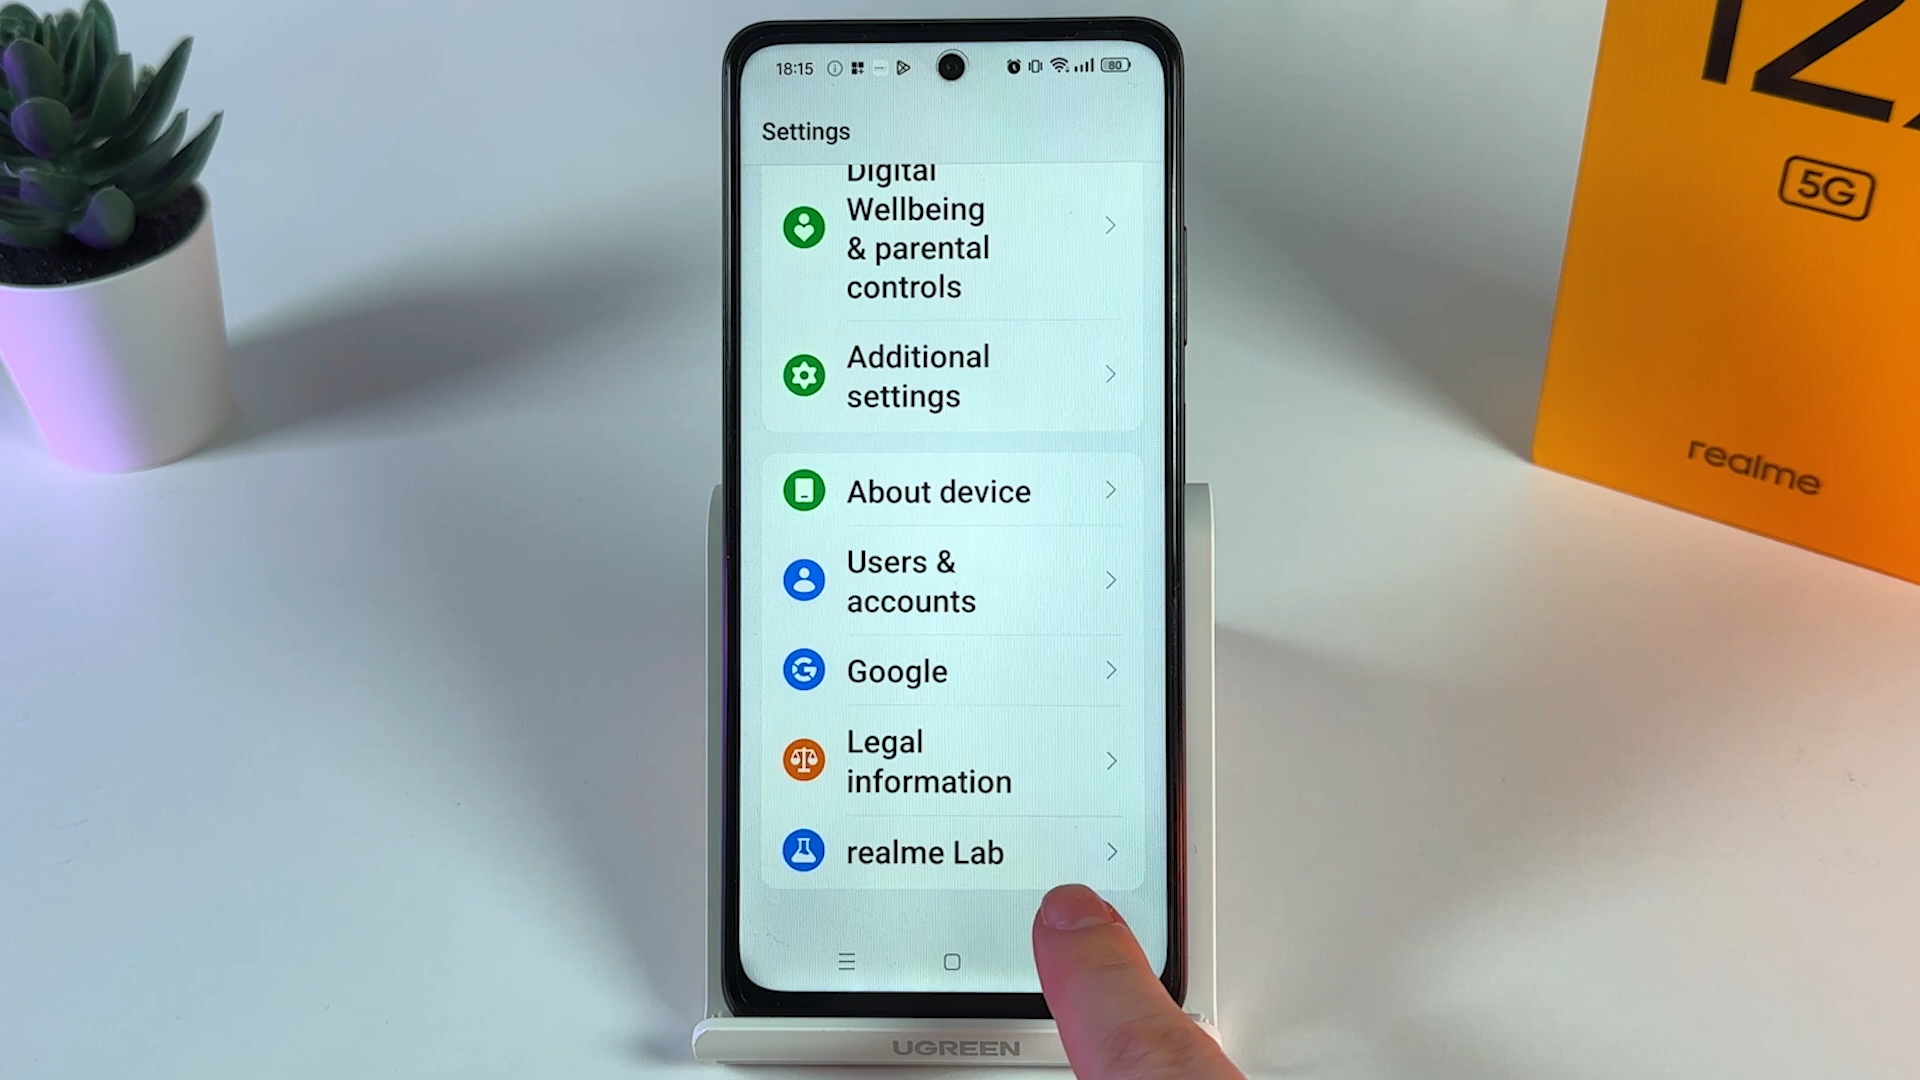 18:15
80
Settings
Digital
Wellbeing
& parental
controls
Additional
settings
About device
Users &
accounts
Google
Legal
information
realme Lab
UGREEN
5G
realme